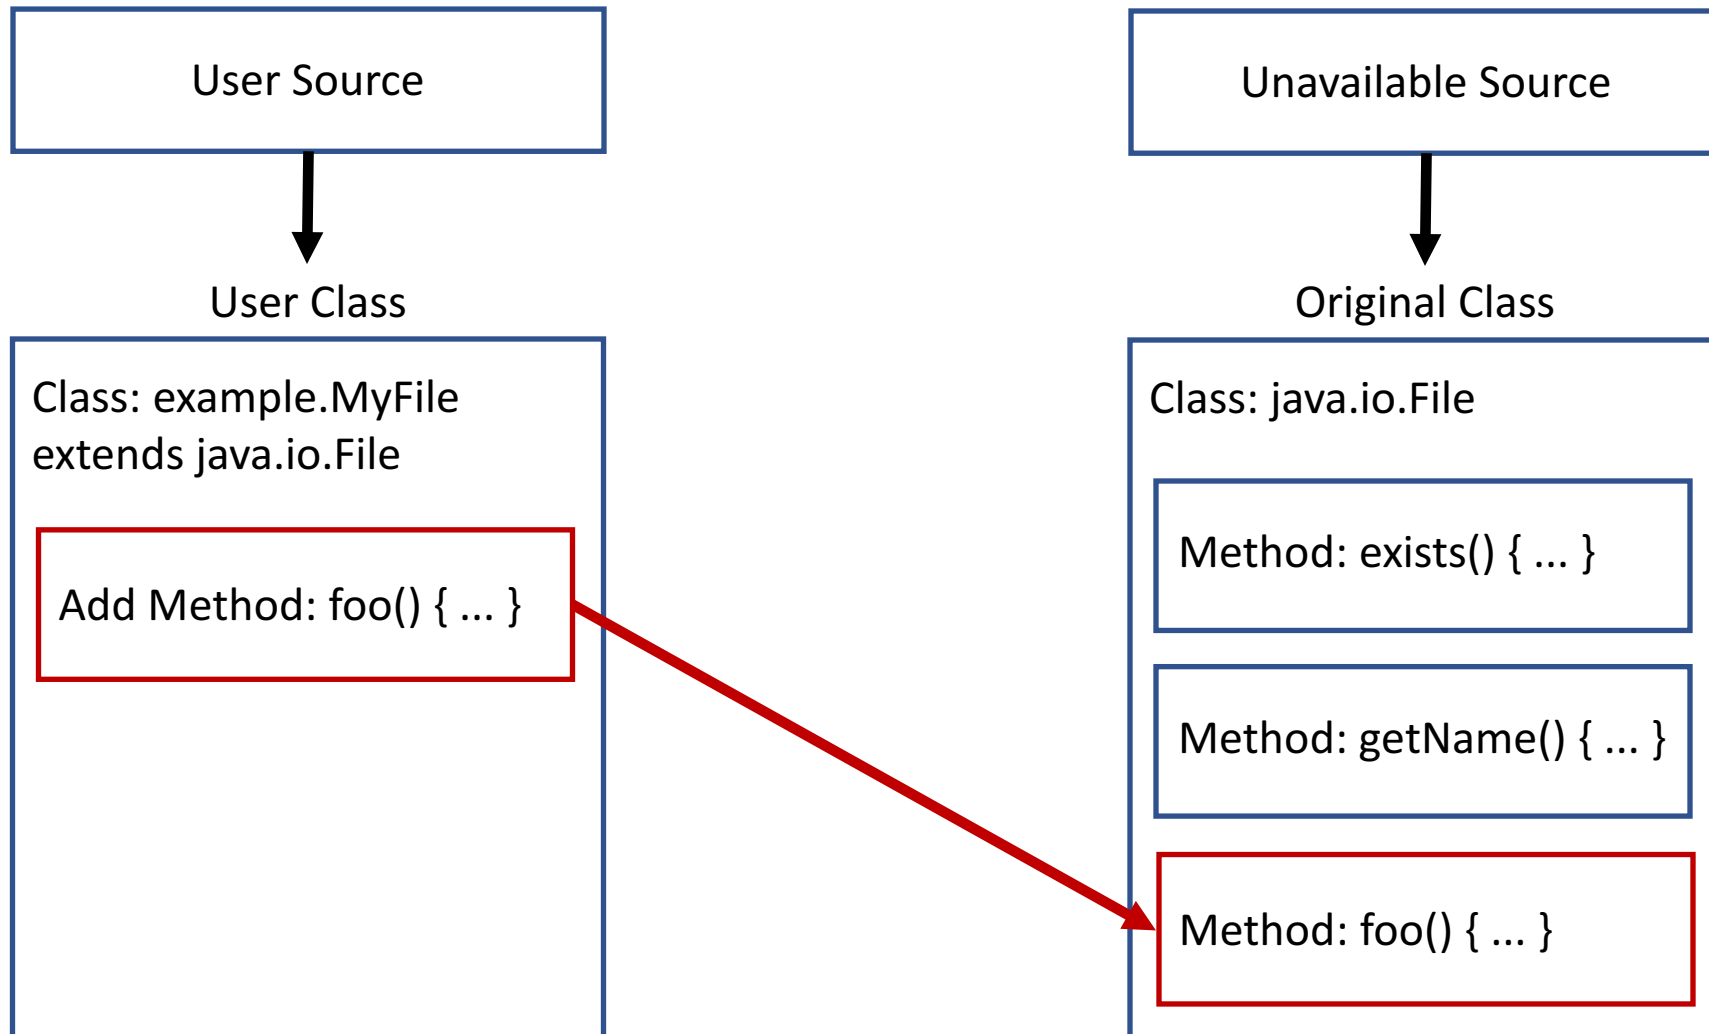 User Source
Unavailable Source
User Class
Original Class
Class: example.MyFile
extends java.io.File
Add Method: foo() { ... }
Class: java.io.File
Method: exists() { ... }
Method: getName() { ... }
Method: foo() { ... }